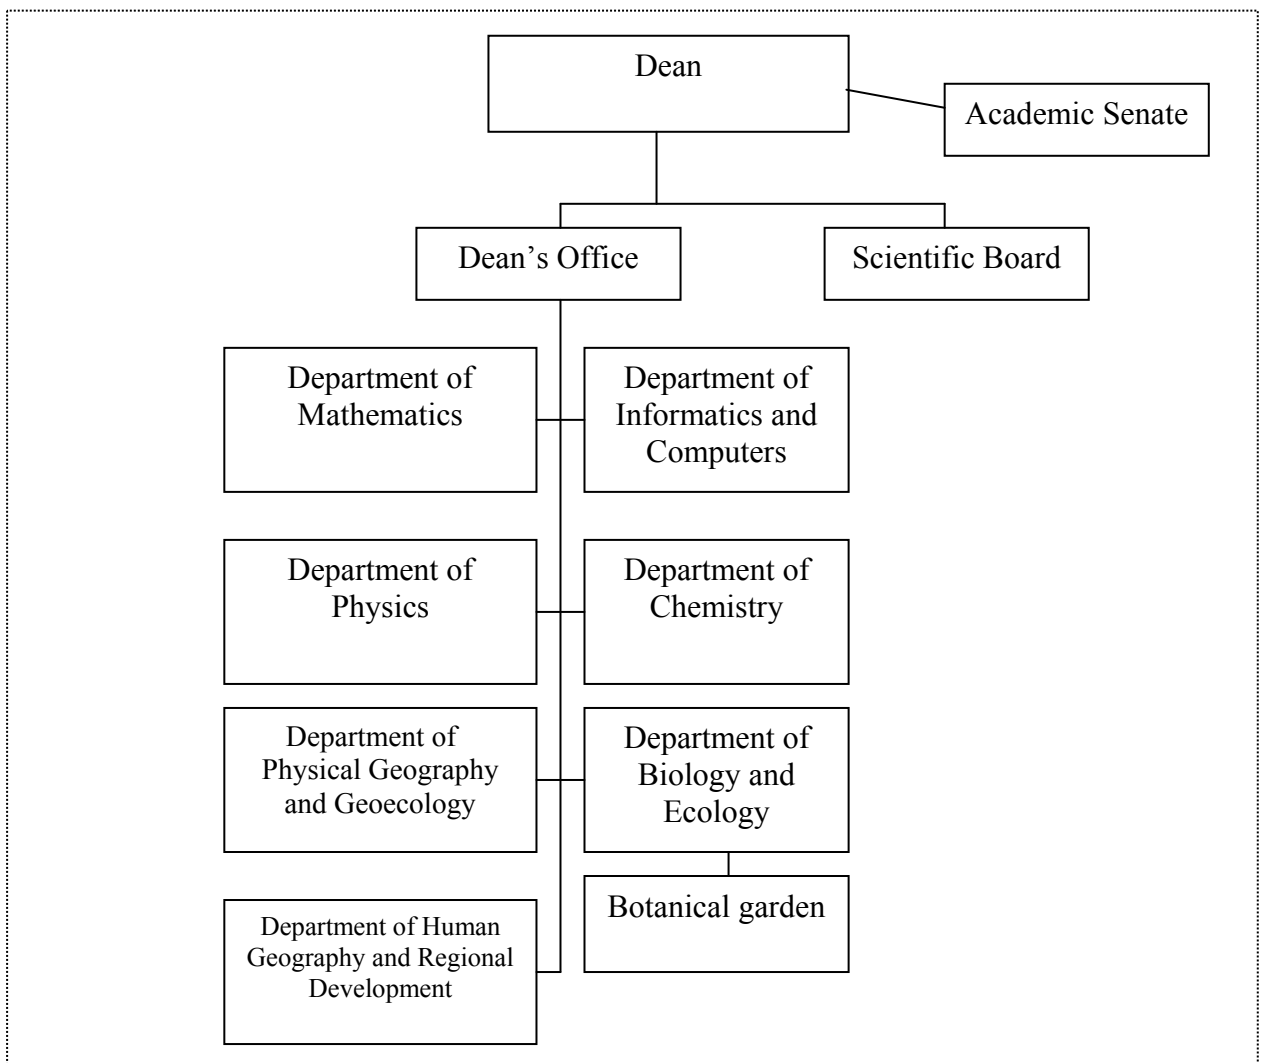 Dean
Academic Senate
Dean’s Office
Scientific Board
Department of
Mathematics
Department of
Informatics and
Computers
Department of
Physics
Department of
Chemistry
Department of
Physical Geography
and Geoecology
Department of
Biology and
Ecology
Botanical garden
Department of Human
Geography and Regional
Development